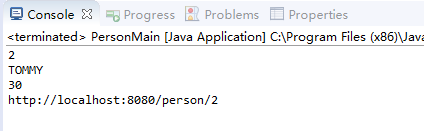 Console Progress Problems Properties
<terminated> PersonMain [Java Application] C:\Program Files (x86)\Java
2
TOMMY
30
http://localhost:8080/person/2